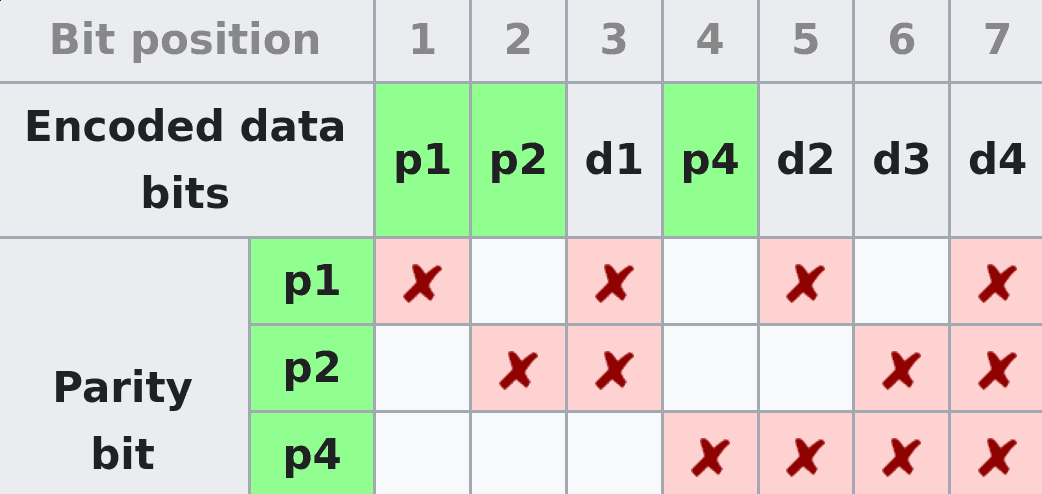 Bit position 1 2 3 4 5 6 7
Encoded data
bits
p1 p2 d1 p4 d2 d3 d4
Parity
bit
p1 ✘ ✘ ✘ ✘
p2 ✘ ✘ ✘ ✘
p4 ✘ ✘ ✘ ✘